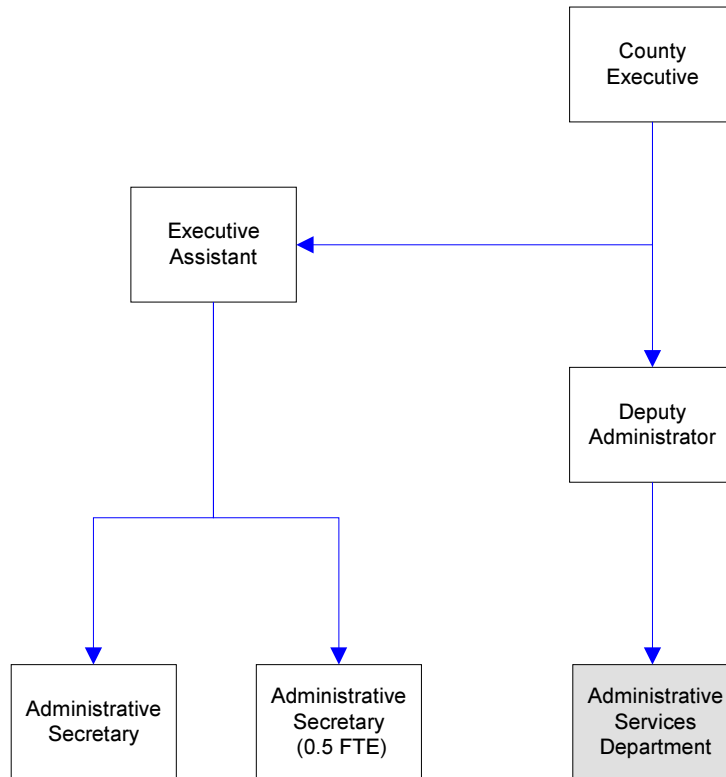 County
Executive
Executive
Assistant
Deputy
Administrator
Administrative
Secretary
Administrative
Secretary
(0.5 FTE)
Administrative
Services
Department